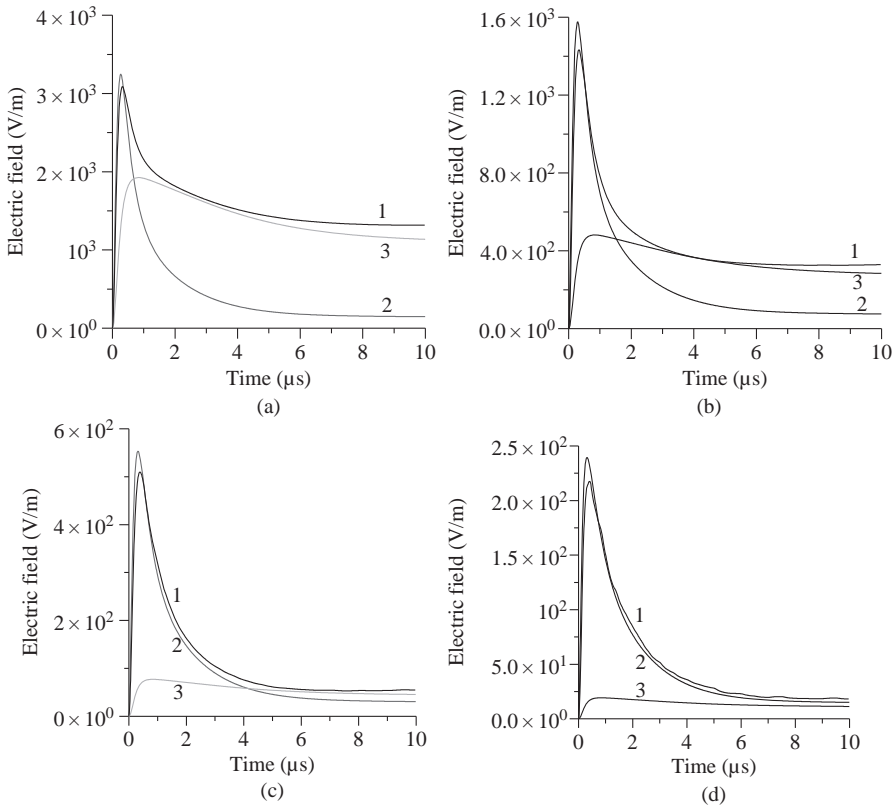 4 × 10³
3 × 10³
2 × 10³
10³
0 × 10⁰
Electric field (V/m)
1
3
2
0
2
4
6
8
10
Time (µs)
(a)
1.6 × 10³
1.2 × 10³
8.0 × 10²
4.0 × 10²
0.0 × 10⁰
Electric field (V/m)
1
3
2
0
2
4
6
8
10
Time (µs)
(b)
6 × 10²
4 × 10²
2 × 10²
0 × 10⁰
Electric field (V/m)
1
2
3
0
2
4
6
8
10
Time (µs)
(c)
2.5 × 10²
2.0 × 10²
1.5 × 10²
10²
5.0 × 10¹
0.0 × 10⁰
Electric field (V/m)
1
2
3
0
2
4
6
8
10
Time (µs)
(d)